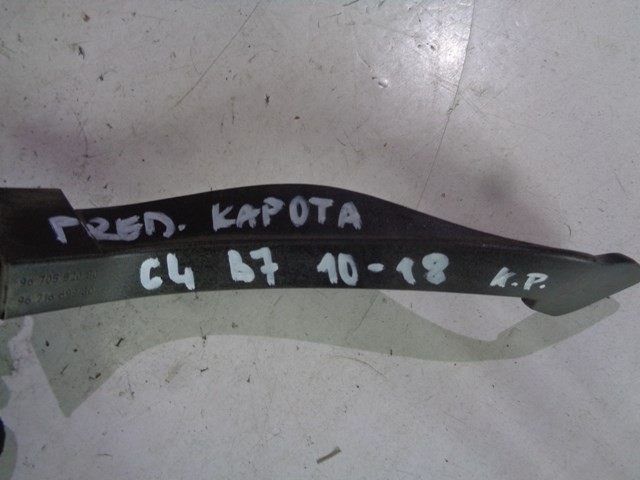 PRED. KAPOTA
C4 B7 10-18 K.P.